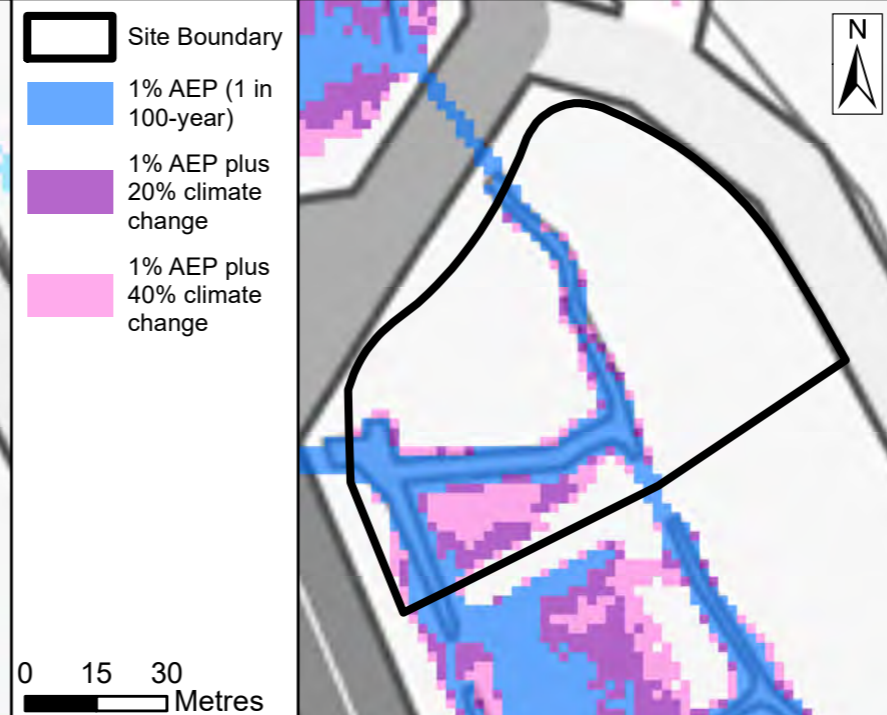 Site Boundary
1% AEP (1 in
100-year)
1% AEP plus
20% climate
change
1% AEP plus
40% climate
change
0 15 30
Metres
N